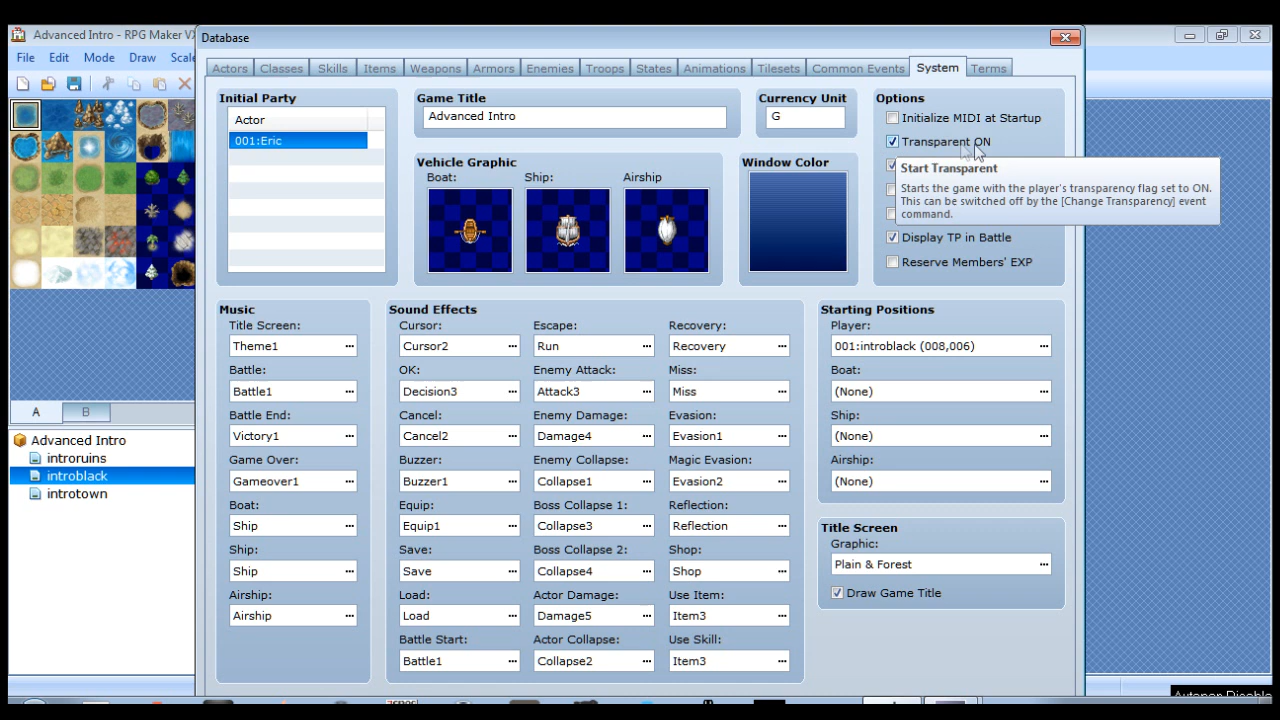 Advanced Intro - RPG Maker VX
Database
File Edit Mode Draw Scale
Actors Classes Skills Items Weapons Armors Enemies Troops States Animations Tilesets Common Events System Terms
Initial Party
Actor
001:Eric
Game Title
Advanced Intro
Currency Unit
G
Options
Initialize MIDI at Startup
Transparent ON
Start Transparent
Starts the game with the player's transparency flag set to ON.
This can be switched off by the [Change Transparency] event
command.
Display TP in Battle
Reserve Members' EXP
Vehicle Graphic
Boat: Ship: Airship
Window Color
A B
Advanced Intro
introruins
introblack
introtown
Music
Title Screen:
Theme1
Battle:
Battle1
Battle End:
Victory1
Game Over:
Gameover1
Boat:
Ship
Ship:
Ship
Airship:
Airship
Sound Effects
Cursor: Escape: Recovery:
Cursor2 Run Recovery
OK: Enemy Attack: Miss:
Decision3 Attack3 Miss
Cancel: Enemy Damage: Evasion:
Cancel2 Damage4 Evasion1
Buzzer: Enemy Collapse: Magic Evasion:
Buzzer1 Collapse1 Evasion2
Equip: Boss Collapse 1: Reflection:
Equip1 Collapse3 Reflection
Save: Boss Collapse 2: Shop:
Save Collapse4 Shop
Load: Actor Damage: Use Item:
Load Damage5 Item3
Battle Start: Actor Collapse: Use Skill:
Battle1 Collapse2 Item3
Starting Positions
Player:
001:introblack (008,006)
Boat:
(None)
Ship:
(None)
Airship:
(None)
Title Screen
Graphic:
Plain & Forest
Draw Game Title